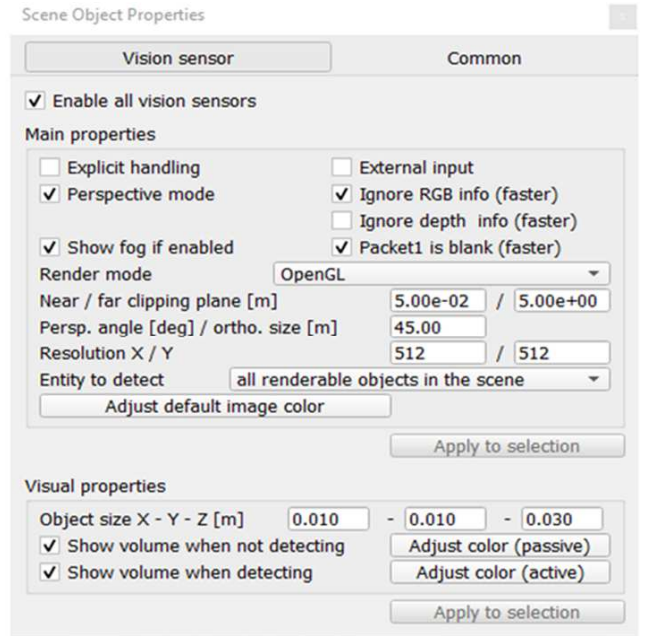 Scene Object Properties
Vision sensor Common
Enable all vision sensors
Main properties
Explicit handling External input
Perspective mode Ignore RGB info (faster)
Ignore depth info (faster)
Show fog if enabled Packet1 is blank (faster)
Render mode OpenGL
Near / far clipping plane [m] 5.00e-02 / 5.00e+00
Persp. angle [deg] / ortho. size [m] 45.00
Resolution X / Y 512 / 512
Entity to detect all renderable objects in the scene
Adjust default image color
Apply to selection
Visual properties
Object size X - Y - Z [m] 0.010 - 0.010 - 0.030
Show volume when not detecting Adjust color (passive)
Show volume when detecting Adjust color (active)
Apply to selection